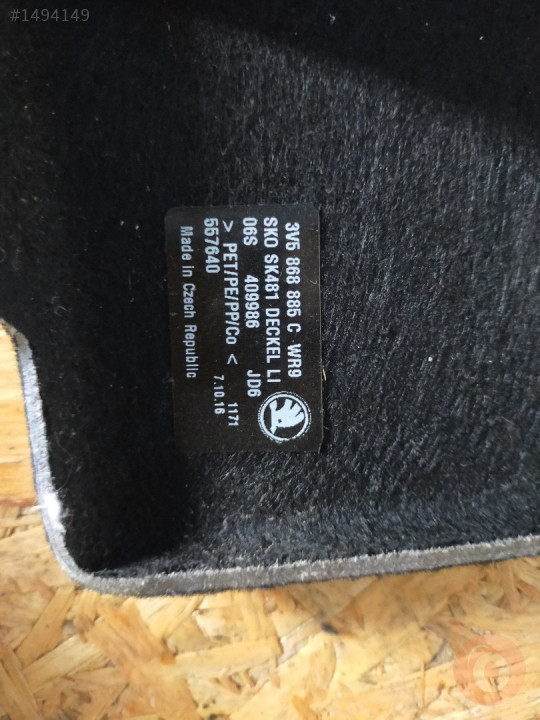 #1494149
3V5 868 885 C WR9
SKO SK481 DECKEL LI
06S 409986 JD6
> PET/PE/PP/Co < 1171
557640 7.10.16
Made in Czech Republic